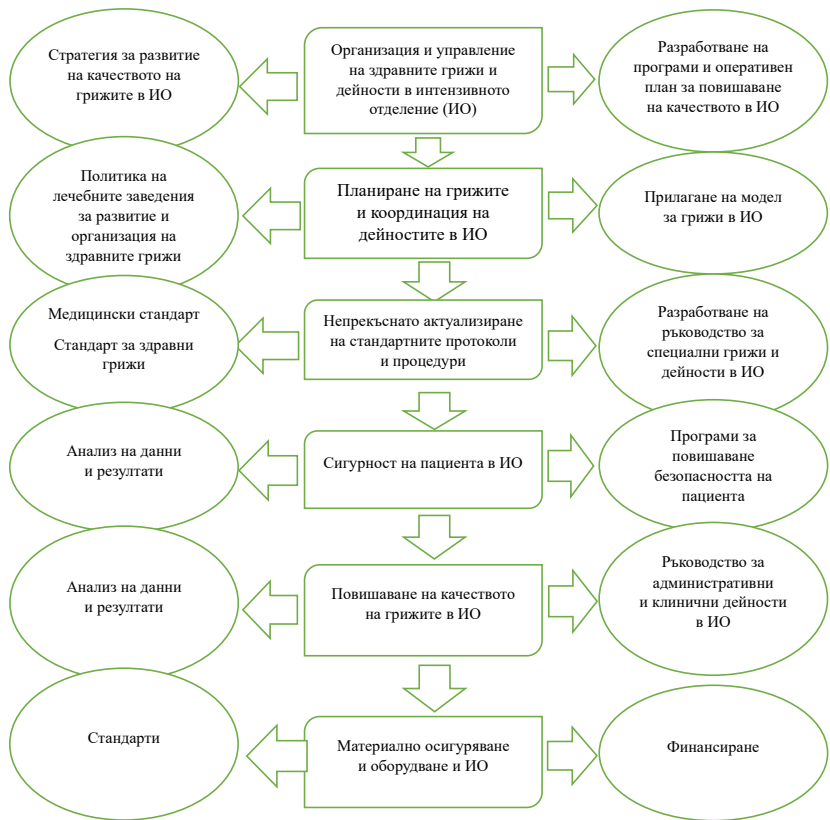 Стратегия за развитие
на качеството на
грижите в ИО
Организация и управление
на здравните грижи и
дейности в интензивното
отделение (ИО)
Разработване на
програми и оперативен
план за повишаване
на качеството в ИО
Политика на
лечебните заведения
за развитие и
организация на
здравните грижи
Планиране на грижите
и координация на
дейностите в ИО
Прилагане на модел
за грижи в ИО
Медицински стандарт
Стандарт за здравни
грижи
Непрекъснато актуализиране
на стандартните протоколи
и процедури
Разработване на
ръководство за
специални грижи и
дейности в ИО
Анализ на данни
и резултати
Сигурност на пациента в ИО
Програми за
повишаване
безопасността на
пациента
Анализ на данни
и резултати
Повишаване на качеството
на грижите в ИО
Ръководство за
административни
и клинични дейности
в ИО
Стандарти
Материално осигуряване
и оборудване и ИО
Финансиране